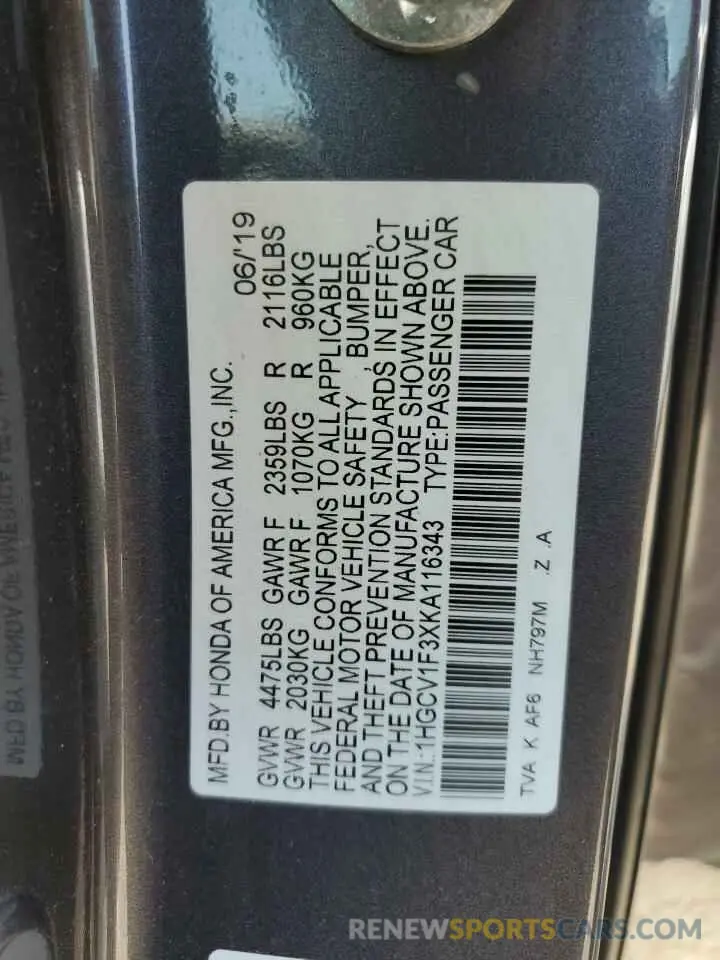 MFD.BY HONDA OF AMERICA MFG.,INC. 06/'19
GVWR 4475LBS GAWR F 2359LBS R 2116LBS
GVWR 2030KG GAWR F 1070KG R 960KG
THIS VEHICLE CONFORMS TO ALL APPLICABLE
FEDERAL MOTOR VEHICLE SAFETY , BUMPER,
AND THEFT PREVENTION STANDARDS IN EFFECT
ON THE DATE OF MANUFACTURE SHOWN ABOVE.
V.I.N.:1HGCV1F3XKA116343 TYPE:PASSENGER CAR
TVA K AF6 NH797M .Z .A
RENEWSPORTSCARS.COM